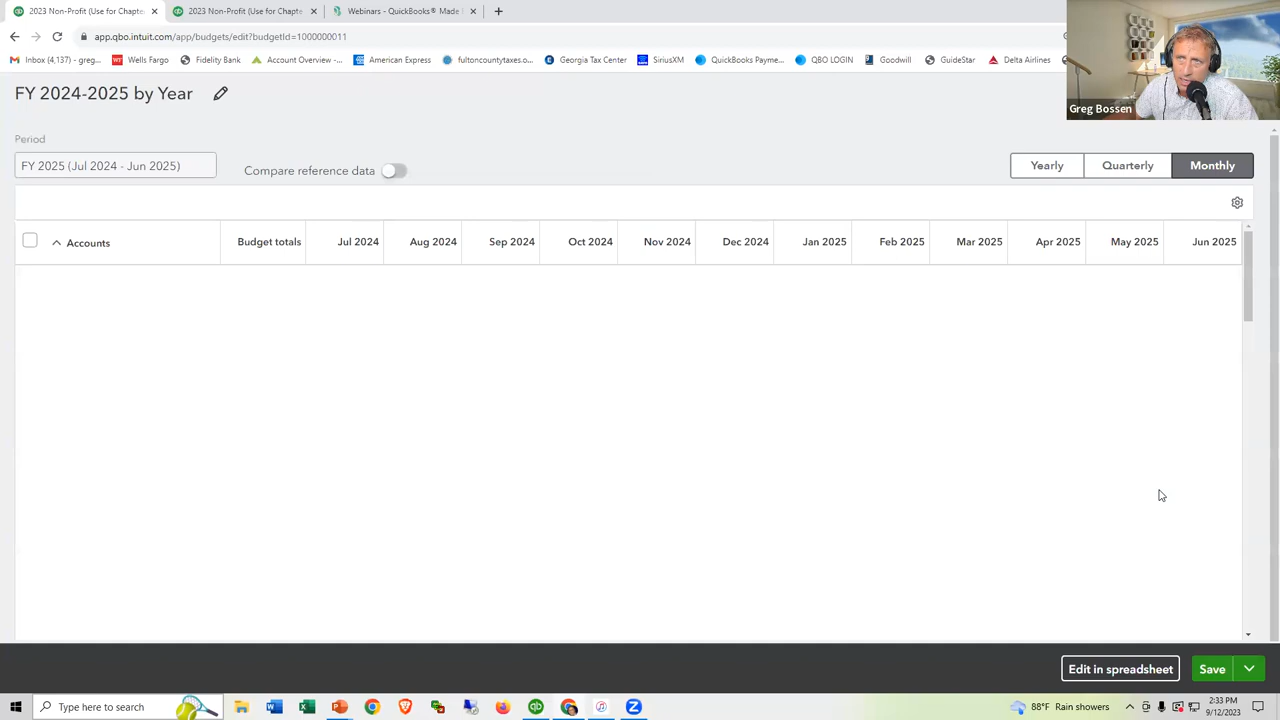 2023 Non-Profit (Use for Chapte
2023 Non-Profit (Use for Chapte
Webinars - QuickBooks® Made
app.qbo.intuit.com/app/budgets/edit?budgetId=1000000011
Inbox (4,137) - greg...
Wells Fargo
Fidelity Bank
Account Overview -...
American Express
fultoncountytaxes.o...
Georgia Tax Center
SiriusXM
QuickBooks Payme...
QBO LOGIN
Goodwill
GuideStar
Delta Airlines
Greg Bossen
FY 2024-2025 by Year
Period
FY 2025 (Jul 2024 - Jun 2025)
Compare reference data
Yearly
Quarterly
Monthly
Accounts
Budget totals
Jul 2024
Aug 2024
Sep 2024
Oct 2024
Nov 2024
Dec 2024
Jan 2025
Feb 2025
Mar 2025
Apr 2025
May 2025
Jun 2025
Edit in spreadsheet
Save
Type here to search
88°F Rain showers
2:33 PM
9/12/2023